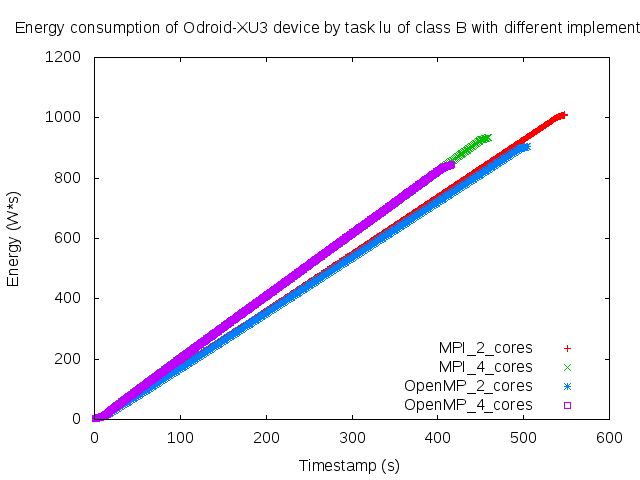 Energy consumption of Odroid-XU3 device by task lu of class B with different implement
1200
1000
800
600
400
200
0
Energy (W*s)
MPI_2_cores
MPI_4_cores
OpenMP_2_cores
OpenMP_4_cores
0 100 200 300 400 500 600
Timestamp (s)